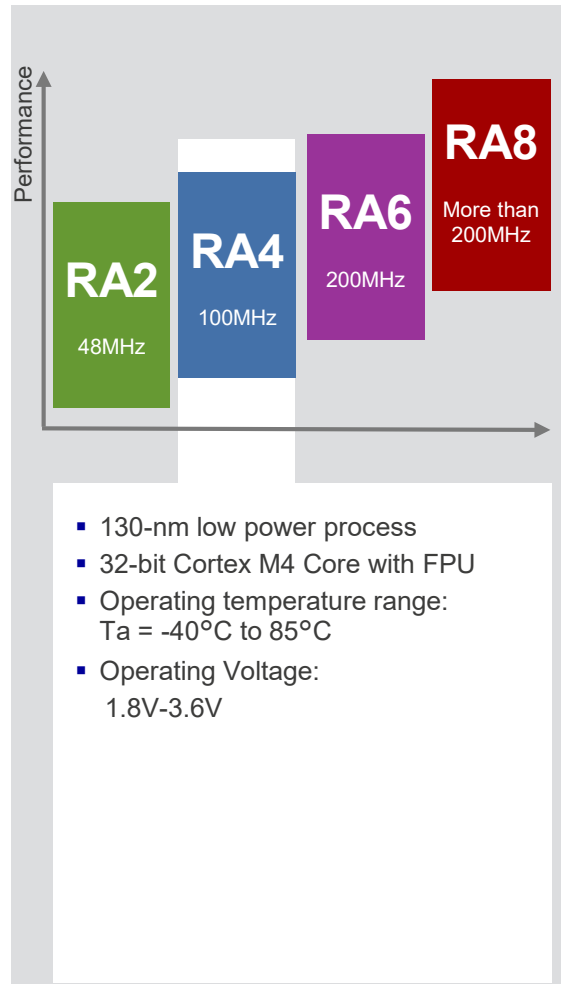 Performance
RA2
48MHz
RA4
100MHz
RA6
200MHz
RA8
More than
200MHz
▪ 130-nm low power process
▪ 32-bit Cortex M4 Core with FPU
▪ Operating temperature range:
Ta = -40°C to 85°C
▪ Operating Voltage:
1.8V-3.6V